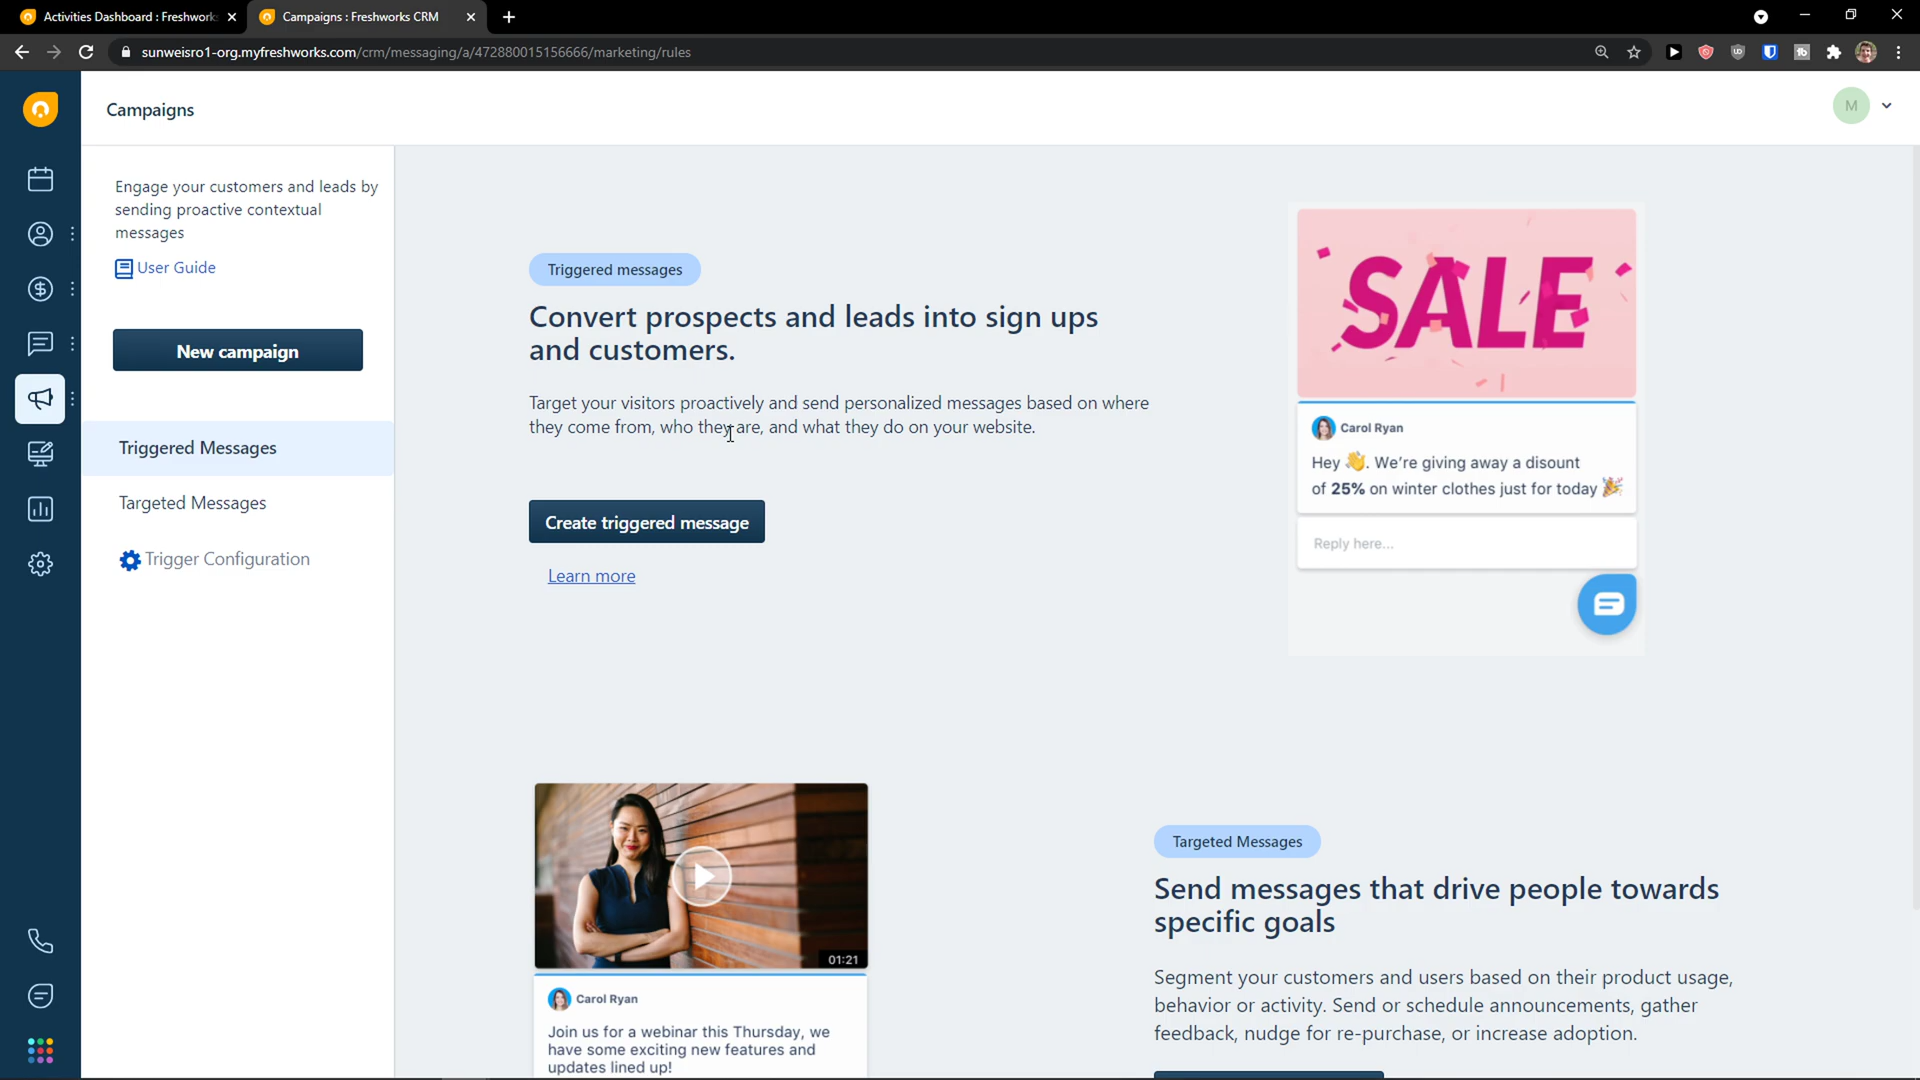 Activities Dashboard : Freshwork
Campaigns : Freshworks CRM
sunweisro1-org.myfreshworks.com/crm/messaging/a/472880015156666/marketing/rules
Campaigns
M
Engage your customers and leads by
sending proactive contextual
messages
User Guide
New campaign
Triggered Messages
Targeted Messages
Trigger Configuration
Triggered messages
Convert prospects and leads into sign ups
and customers.
Target your visitors proactively and send personalized messages based on where
they come from, who they are, and what they do on your website.
Create triggered message
Learn more
SALE
Carol Ryan
Hey 👋. We're giving away a disount
of 25% on winter clothes just for today 🎉
Reply here...
01:21
Carol Ryan
Join us for a webinar this Thursday, we
have some exciting new features and
updates lined up!
Targeted Messages
Send messages that drive people towards
specific goals
Segment your customers and users based on their product usage,
behavior or activity. Send or schedule announcements, gather
feedback, nudge for re-purchase, or increase adoption.